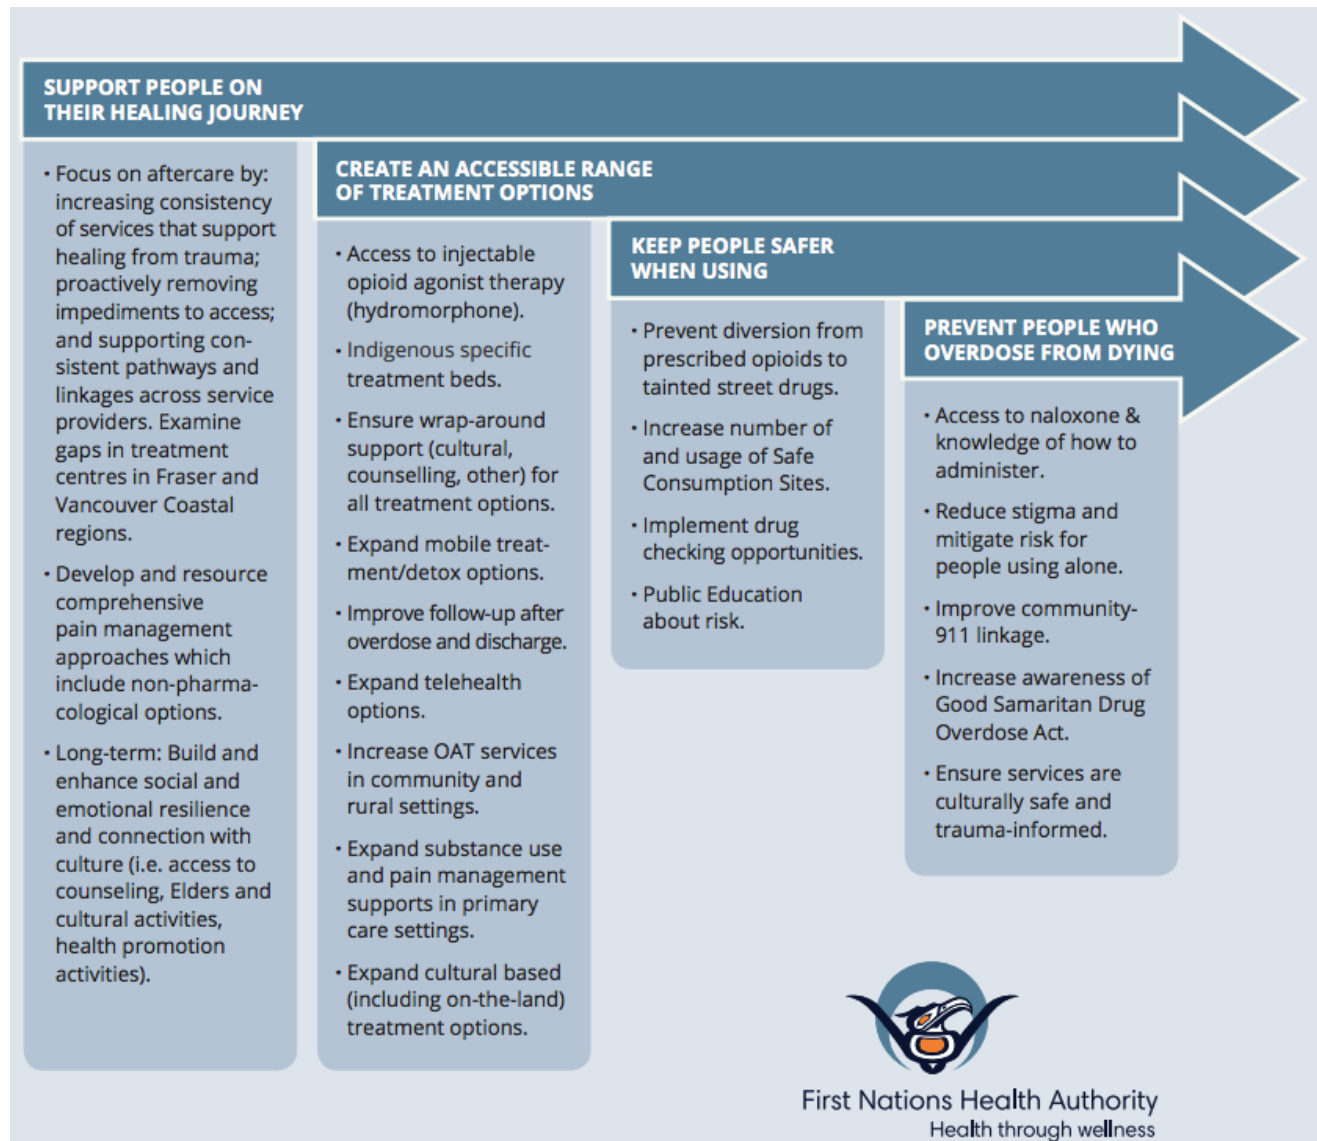 SUPPORT PEOPLE ON
THEIR HEALING JOURNEY
• Focus on aftercare by:
increasing consistency
of services that support
healing from trauma;
proactively removing
impediments to access;
and supporting con-
sistent pathways and
linkages across service
providers. Examine
gaps in treatment
centres in Fraser and
Vancouver Coastal
regions.
• Develop and resource
comprehensive
pain management
approaches which
include non-pharma-
cological options.
• Long-term: Build and
enhance social and
emotional resilience
and connection with
culture (i.e. access to
counseling, Elders and
cultural activities,
health promotion
activities).
CREATE AN ACCESSIBLE RANGE
OF TREATMENT OPTIONS
• Access to injectable
opioid agonist therapy
(hydromorphone).
• Indigenous specific
treatment beds.
• Ensure wrap-around
support (cultural,
counselling, other) for
all treatment options.
• Expand mobile treat-
ment/detox options.
• Improve follow-up after
overdose and discharge.
• Expand telehealth
options.
• Increase OAT services
in community and
rural settings.
• Expand substance use
and pain management
supports in primary
care settings.
• Expand cultural based
(including on-the-land)
treatment options.
KEEP PEOPLE SAFER
WHEN USING
• Prevent diversion from
prescribed opioids to
tainted street drugs.
• Increase number of
and usage of Safe
Consumption Sites.
• Implement drug
checking opportunities.
• Public Education
about risk.
PREVENT PEOPLE WHO
OVERDOSE FROM DYING
• Access to naloxone &
knowledge of how to
administer.
• Reduce stigma and
mitigate risk for
people using alone.
• Improve community-
911 linkage.
• Increase awareness of
Good Samaritan Drug
Overdose Act.
• Ensure services are
culturally safe and
trauma-informed.
First Nations Health Authority
Health through wellness